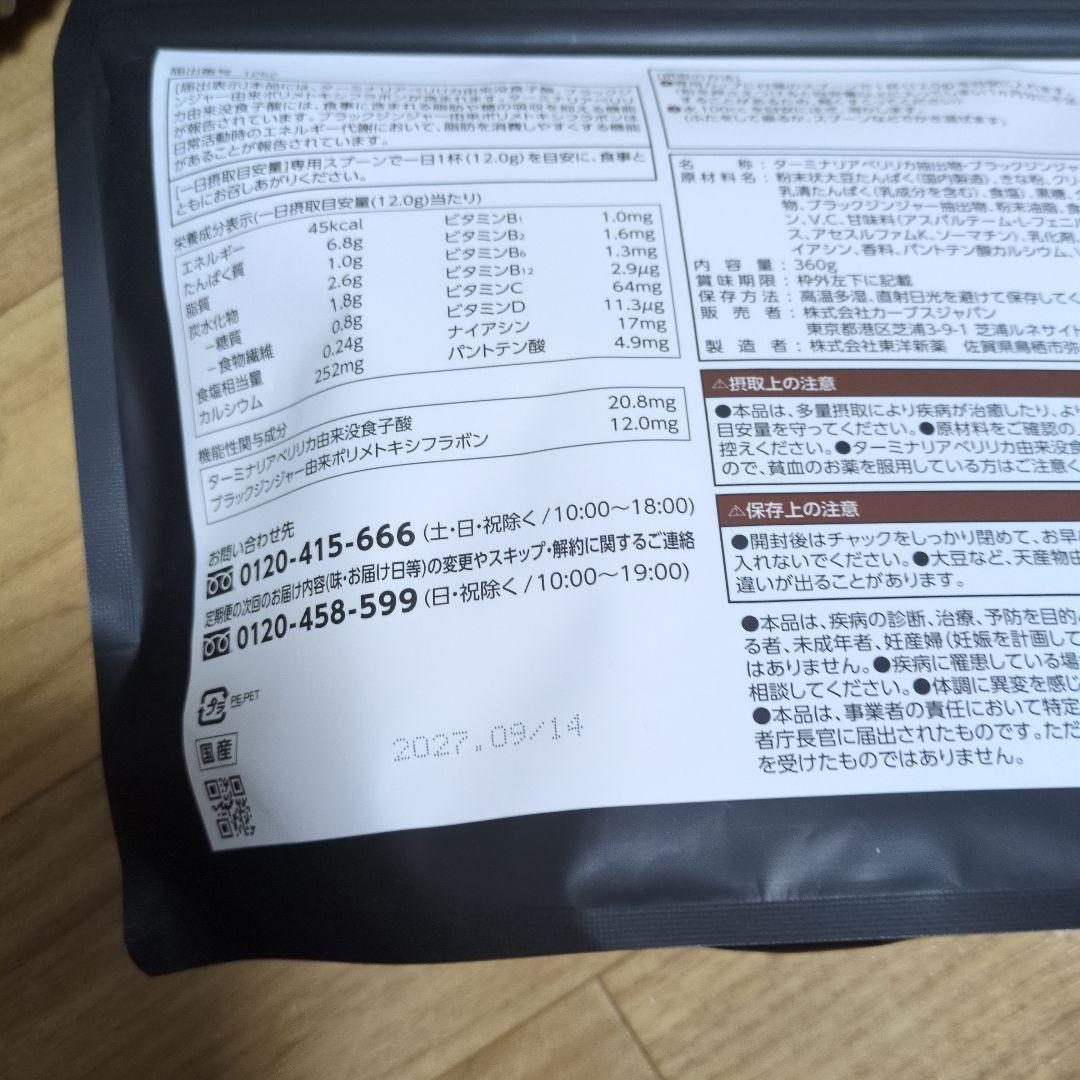 届出番号
[届出表示]本品には、ターミナリアベリリカ由来没食子酸、ブラックジ
ンジャー由来ポリメトキシフラボンが含まれます。ターミナリアベリリ
カ由来没食子酸には、食事に含まれる脂肪や糖の吸収を抑える機能
が報告されています。ブラックジンジャー由来ポリメトキシフラボンは
日常活動時のエネルギー代謝において、脂肪を消費しやすくする機能
があることが報告されています。
[一日摂取目安量]専用スプーンで一日1杯(12.0g)を目安に、食事と
ともにお召しあがりください。
栄養成分表示(一日摂取目安量(12.0g)当たり)
エネルギー 45kcal ビタミンB1 1.0mg
たんぱく質 6.8g ビタミンB2 1.6mg
脂質 1.0g ビタミンB6 1.3mg
炭水化物 2.6g ビタミンB12 2.9μg
－糖質 1.8g ビタミンC 64mg
－食物繊維 0.8g ビタミンD 11.3μg
食塩相当量 0.24g ナイアシン 17mg
カルシウム 252mg パントテン酸 4.9mg
機能性関与成分
ターミナリアベリリカ由来没食子酸 20.8mg
ブラックジンジャー由来ポリメトキシフラボン 12.0mg
お問い合わせ先
0120-415-666 (土・日・祝除く/10:00～18:00)
定期便の次回のお届け内容(味・お届け日等)の変更やスキップ・解約に関するご連絡
0120-458-599 (日・祝除く/10:00～19:00)
プラ PE,PET
国産
2027.09/14
(ふたをして振るか、スプーンなどでかき混ぜます。)
名称：ターミナリアベリリカ抽出物・ブラックジンジャ
原材料名：粉末状大豆たんぱく(国内製造)、きな粉、クリ
乳清たんぱく(乳成分を含む)、食塩)、黒糖、
物、ブラックジンジャー抽出物、粉末油脂、食
ン、V.C、甘味料(アスパルテーム・L-フェニル
ス、アセスルファムK、ソーマチン)、乳化剤、
イアシン、香料、パントテン酸カルシウム、
内容量：360g
賞味期限：枠外左下に記載
保存方法：高温多湿、直射日光を避けて保存してく
販売者：株式会社カーブスジャパン
東京都港区芝浦3-9-1 芝浦ルネサイト
製造者：株式会社東洋新薬 佐賀県鳥栖市弥
⚠摂取上の注意
●本品は、多量摂取により疾病が治癒したり、より
目安量を守ってください。●原材料をご確認の上
控えください。●ターミナリアベリリカ由来没食
ので、貧血のお薬を服用している方はご注意く
⚠保存上の注意
●開封後はチャックをしっかり閉めて、お早
入れないでください。●大豆など、天産物由
違いが出ることがあります。
●本品は、疾病の診断、治療、予防を目的
る者、未成年者、妊産婦(妊娠を計画して
はありません。●疾病に罹患している場
相談してください。●体調に異変を感じ
●本品は、事業者の責任において特定
者庁長官に届出されたものです。ただ
を受けたものではありません。